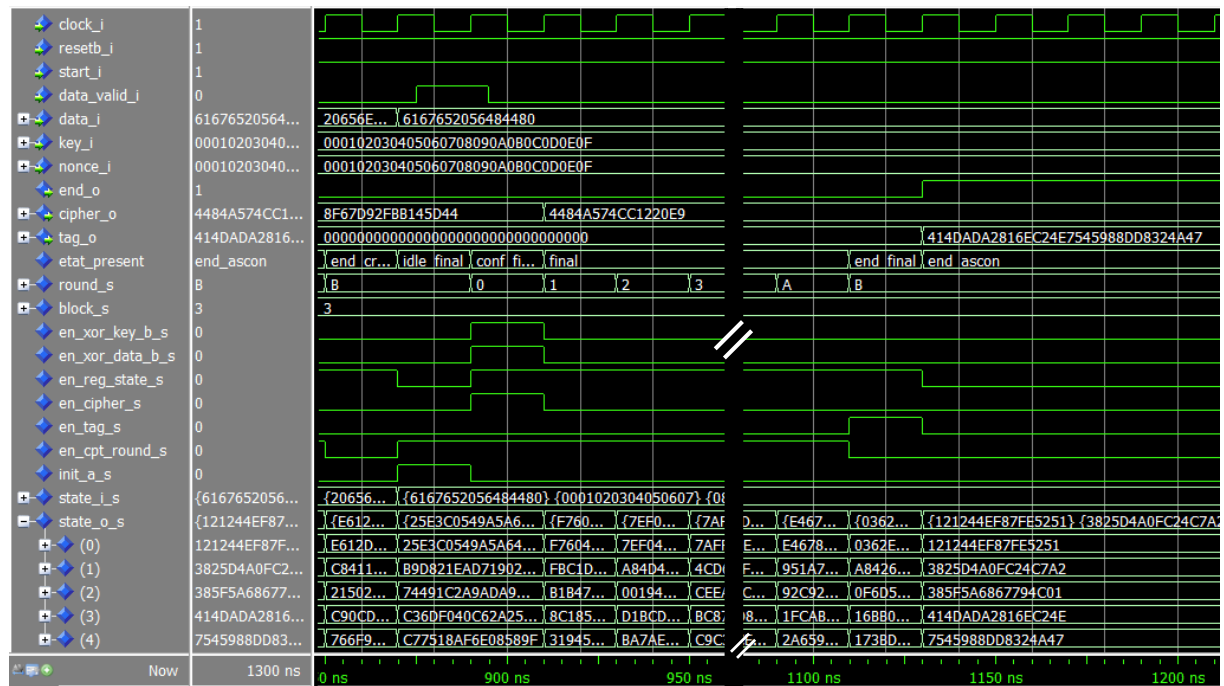 clock_i 1
resetb_i 1
start_i 1
data_valid_i 0
data_i 61676520564... 20656E... 6167652056484480
key_i 00010203040... 000102030405060708090A0B0C0D0E0F
nonce_i 00010203040... 000102030405060708090A0B0C0D0E0F
end_o 1
cipher_o 4484A574CC1... 8F67D92FBB145D44 4484A574CC1220E9
tag_o 414DADA2816... 00000000000000000000000000000000 414DADA2816EC24E7545988DD8324A47
etat_present end_ascon end_cr... idle_final conf_fi... final end_final end_ascon
round_s B B 0 1 2 3 A B
block_s 3 3
en_xor_key_b_s 0
en_xor_data_b_s 0
en_reg_state_s 0
en_cipher_s 0
en_tag_s 0
en_cpt_round_s 0
init_a_s 0
state_i_s {6167652056... {20656... {6167652056484480} {0001020304050607} {08
state_o_s {121244EF87... {E612... {25E3C0549A5A6... {F760... {7EF0... {7AF ... {E467... {0362... {121244EF87FE5251} {3825D4A0FC24C7A2
(0) 121244EF87F... E612D... 25E3C0549A5A64... F7604... 7EF04... 7AFF E... E4678... 0362E... 121244EF87FE5251
(1) 3825D4A0FC2... C8411... B9D821EAD71902... FBC1D... A84D4... 4CD F... 951A7... A8426... 3825D4A0FC24C7A2
(2) 385F5A68677... 21502... 74491C2A9ADA9... B1B47... 00194... CEE C... 92C92... 0F6D5... 385F5A6867794C01
(3) 414DADA2816... C90CD... C36DF040C62A25... 8C185... D1BCD... BC8 8... 1FCAB... 16BB0... 414DADA2816EC24E
(4) 7545988DD83... 766F9... C77518AF6E08589F 31945... BA7AE... C9C 2A659... 173BD... 7545988DD8324A47
Now 1300 ns 0 ns 900 ns 950 ns 1100 ns 1150 ns 1200 ns